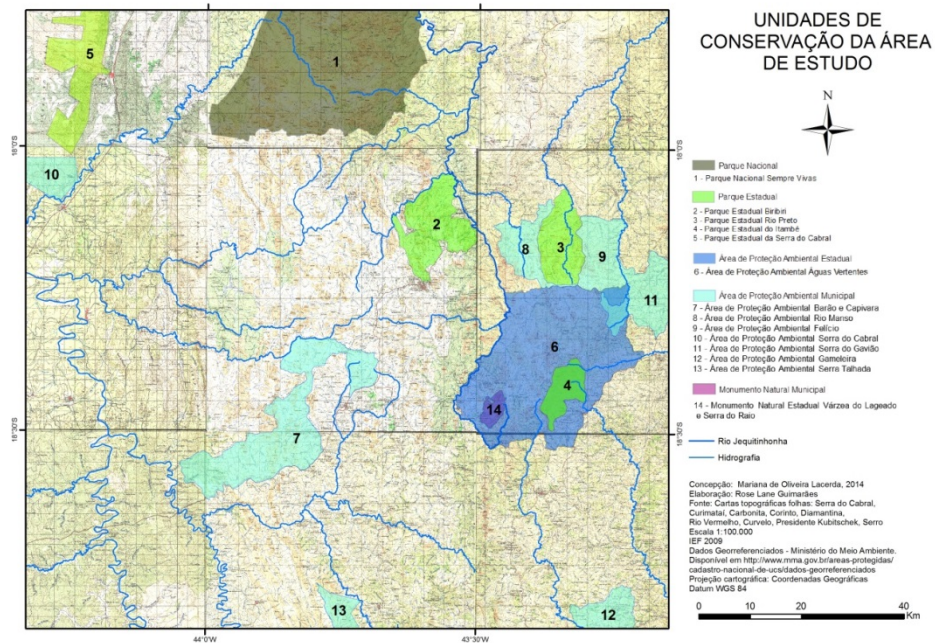 UNIDADES DE
CONSERVAÇÃO DA ÁREA
DE ESTUDO
N
Parque Nacional
1 - Parque Nacional Sempre Vivas
Parque Estadual
2 - Parque Estadual Biribiri
3 - Parque Estadual Rio Preto
4 - Parque Estadual do Itambé
5 - Parque Estadual da Serra do Cabral
Área de Proteção Ambiental Estadual
6 - Área de Proteção Ambiental Águas Vertentes
Área de Proteção Ambiental Municipal
7 - Área de Proteção Ambiental Barão e Capivara
8 - Área de Proteção Ambiental Rio Manso
9 - Área de Proteção Ambiental Felício
10 - Área de Proteção Ambiental Serra do Cabral
11 - Área de Proteção Ambiental Serra do Gavião
12 - Área de Proteção Ambiental Gameleira
13 - Área de Proteção Ambiental Serra Talhada
Monumento Natural Municipal
14 - Monumento Natural Estadual Várzea do Lageado
e Serra do Raio
Rio Jequitinhonha
Hidrografia
Concepção: Mariana de Oliveira Lacerda, 2014
Elaboração: Rose Lane Guimarães
Fonte: Cartas topográficas folhas: Serra do Cabral,
Curimataí, Carbonita, Corinto, Diamantina,
Rio Vermelho, Curvelo, Presidente Kubitschek, Serro
Escala 1:100.000
IEF 2009
Dados Georreferenciados - Ministério do Meio Ambiente.
Disponível em http://www.mma.gov.br/areas-protegidas/
cadastro-nacional-de-ucs/dados-georreferenciados
Projeção cartográfica: Coordenadas Geográficas
Datum WGS 84
0 10 20 40
Km
5
1
10
2
8
3
9
11
6
4
14
7
13
12
18°0'S
18°0'S
18°30'S
18°30'S
44°0'W
43°30'W